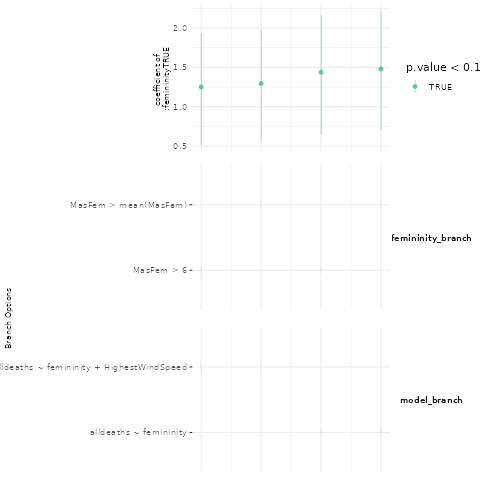 coefficient of
:femininityTRUE
2.0
1.5
1.0
0.5
p.value < 0.1
TRUE
MasFem > mean(MasFem)
MasFem > 6
femininity_branch
Branch Options
lldeaths ~ femininity + HighestWindSpeed
alldeaths ~ femininity
model_branch